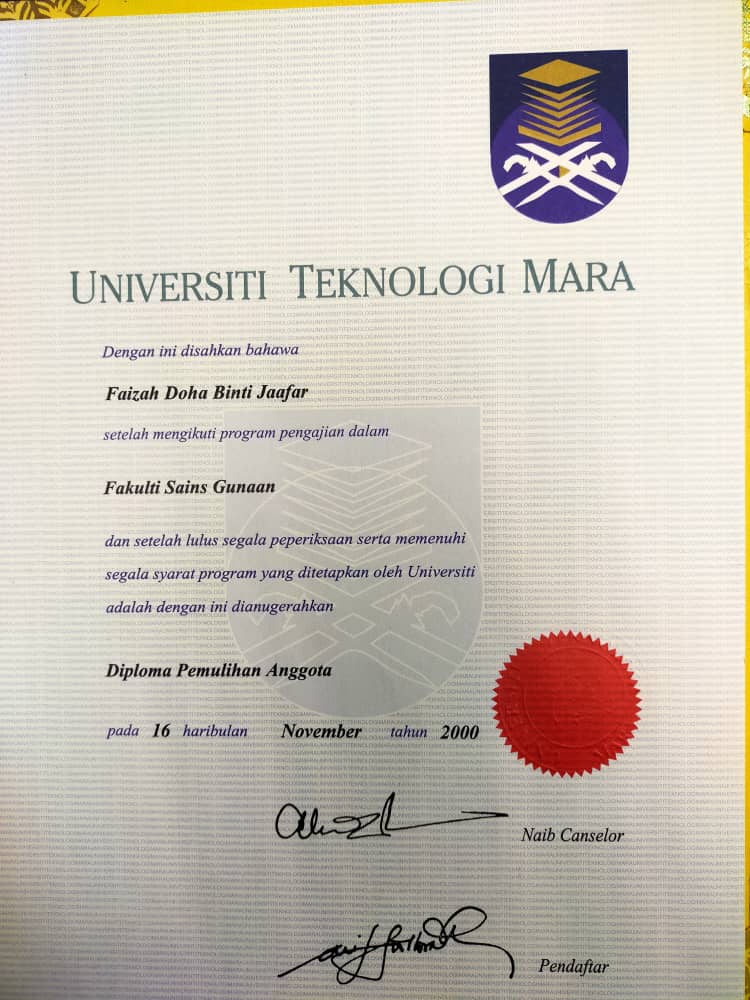 UNIVERSITI TEKNOLOGI MARA
Dengan ini disahkan bahawa
Faizah Doha Binti Jaafar
setelah mengikuti program pengajian dalam
Fakulti Sains Gunaan
dan setelah lulus segala peperiksaan serta memenuhi
segala syarat program yang ditetapkan oleh Universiti
adalah dengan ini dianugerahkan
Diploma Pemulihan Anggota
pada 16 haribulan November tahun 2000
Naib Canselor
Pendaftar